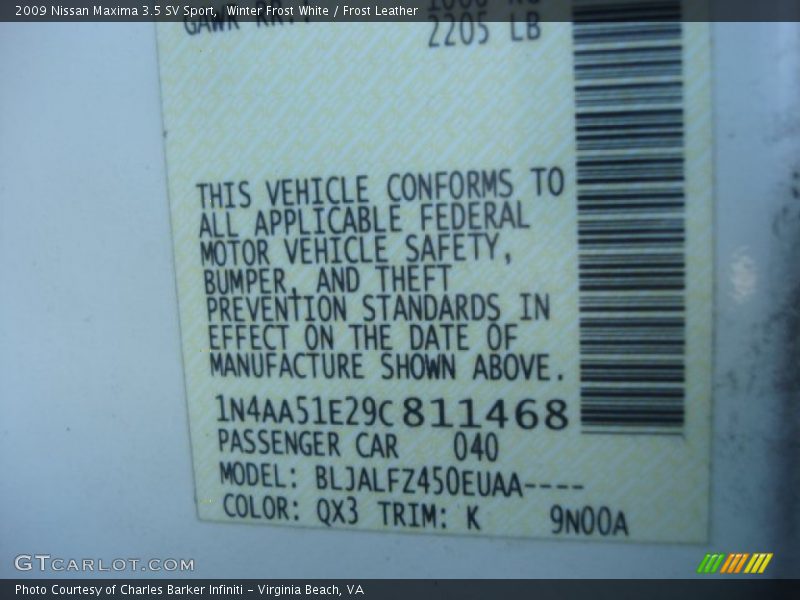 2009 Nissan Maxima 3.5 SV Sport, Winter Frost White / Frost Leather
GAWR RR:
2205 LB
THIS VEHICLE CONFORMS TO
ALL APPLICABLE FEDERAL
MOTOR VEHICLE SAFETY,
BUMPER, AND THEFT
PREVENTION STANDARDS IN
EFFECT ON THE DATE OF
MANUFACTURE SHOWN ABOVE.
1N4AA51E29C811468
PASSENGER CAR 040
MODEL: BLJALFZ450EUAA----
COLOR: QX3 TRIM: K 9N00A
GTCARLOT.COM
Photo Courtesy of Charles Barker Infiniti - Virginia Beach, VA